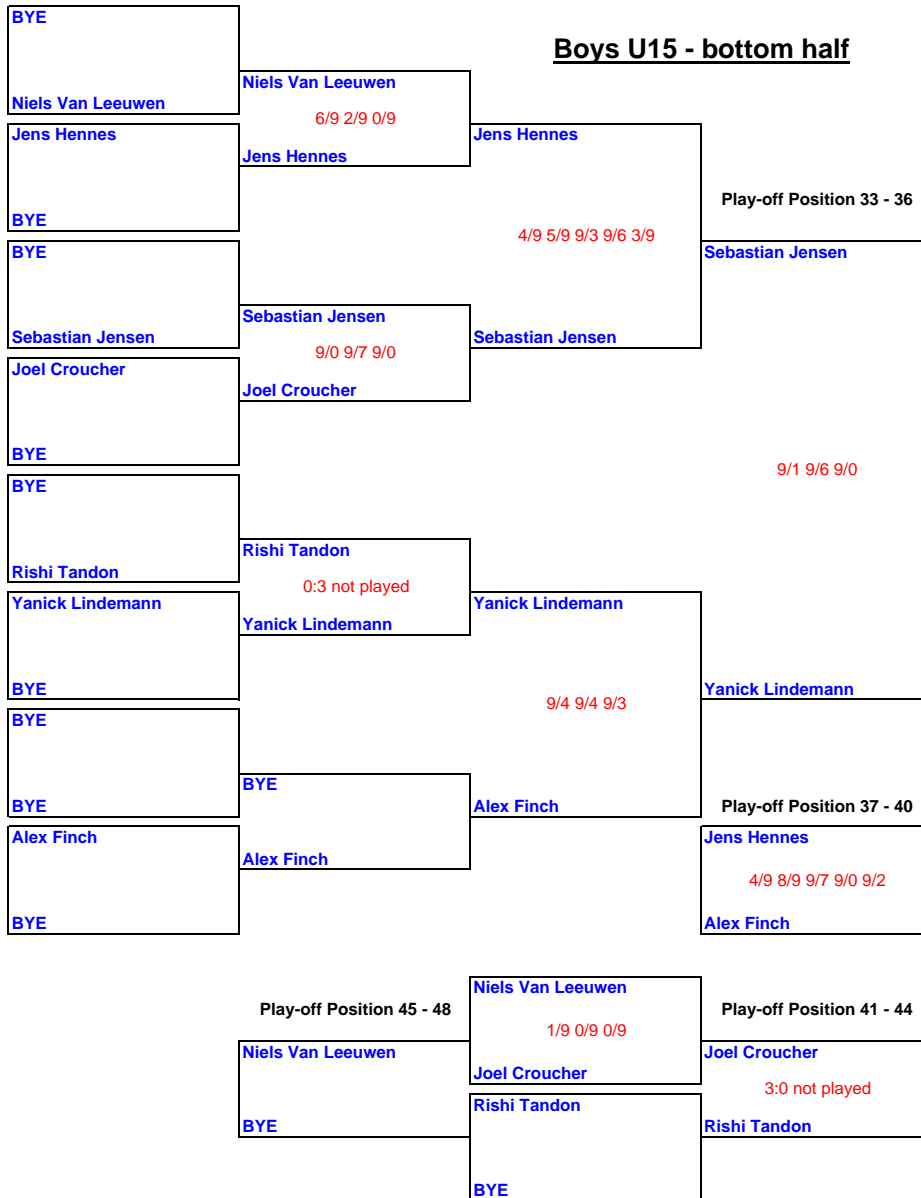 BYE
Boys U15 - bottom half
Niels Van Leeuwen
Niels Van Leeuwen
6/9 2/9 0/9
Jens Hennes
Jens Hennes
Jens Hennes
Play-off Position 33 - 36
BYE
4/9 5/9 9/3 9/6 3/9
BYE
Sebastian Jensen
Sebastian Jensen
Sebastian Jensen
Sebastian Jensen
9/0 9/7 9/0
Joel Croucher
Joel Croucher
BYE
9/1 9/6 9/0
BYE
Rishi Tandon
Rishi Tandon
0:3 not played
Yanick Lindemann
Yanick Lindemann
Yanick Lindemann
BYE
Yanick Lindemann
9/4 9/4 9/3
BYE
BYE
BYE
Alex Finch
Play-off Position 37 - 40
Alex Finch
Jens Hennes
Alex Finch
4/9 8/9 9/7 9/0 9/2
BYE
Alex Finch
Niels Van Leeuwen
Play-off Position 45 - 48
Play-off Position 41 - 44
1/9 0/9 0/9
Niels Van Leeuwen
Joel Croucher
Joel Croucher
3:0 not played
Rishi Tandon
BYE
Rishi Tandon
BYE